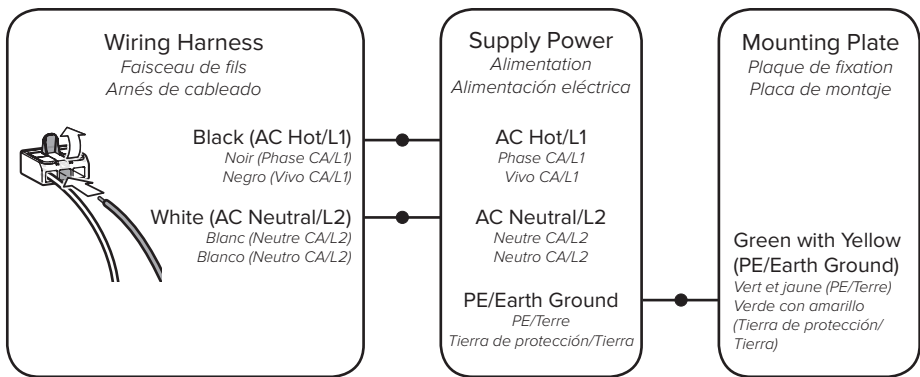 Wiring Harness
Faisceau de fils
Arnés de cableado
Black (AC Hot/L1)
Noir (Phase CA/L1)
Negro (Vivo CA/L1)
White (AC Neutral/L2)
Blanc (Neutre CA/L2)
Blanco (Neutro CA/L2)
Supply Power
Alimentation
Alimentación eléctrica
AC Hot/L1
Phase CA/L1
Vivo CA/L1
AC Neutral/L2
Neutre CA/L2
Neutro CA/L2
PE/Earth Ground
PE/Terre
Tierra de protección/Tierra
Mounting Plate
Plaque de fixation
Placa de montaje
Green with Yellow
(PE/Earth Ground)
Vert et jaune (PE/Terre)
Verde con amarillo
(Tierra de protección/
Tierra)